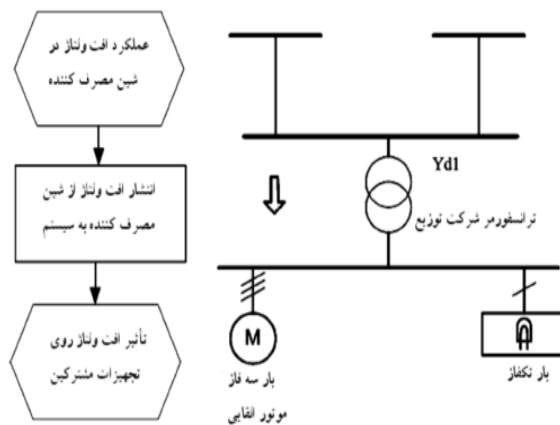 عملکرد افت ولتاژ در
شین مصرف کننده
انتشار افت ولتاژ از شین
مصرف کننده به سیستم
تأثیر افت ولتاژ روی
تجهیزات مشترکین
Yd1
ترانسفورمر شرکت توزیع
M
بار سه فاز
موتور القایی
بار تکفاز